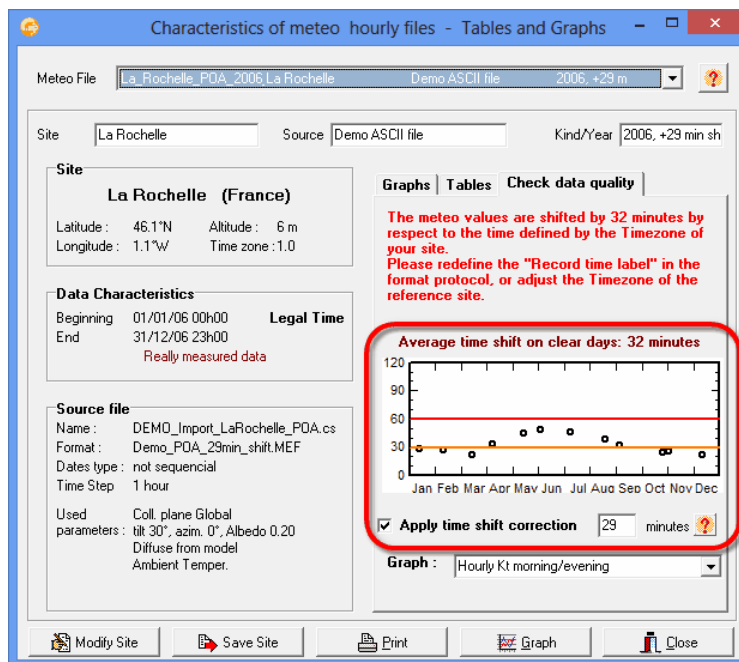 Characteristics of meteo hourly files - Tables and Graphs
Meteo File La_Rochelle_POA_2006 La Rochelle Demo ASCII file 2006, +29 m
Site La Rochelle Source Demo ASCII file Kind/Year 2006, +29 min sh
Site
La Rochelle (France)
Latitude : 46.1°N Altitude : 6 m
Longitude : 1.1°W Time zone : 1.0
Data Characteristics
Beginning 01/01/06 00h00 Legal Time
End 31/12/06 23h00
Really measured data
Source file
Name : DEMO_Import_LaRochelle_POA.cs
Format : Demo_POA_29min_shift.MEF
Dates type : not sequencial
Time Step 1 hour
Used Coll. plane Global
parameters : tilt 30°, azim. 0°, Albedo 0.20
Diffuse from model
Ambient Temper.
Graphs Tables Check data quality
The meteo values are shifted by 32 minutes by
respect to the time defined by the Timezone of
your site.
Please redefine the "Record time label" in the
format protocol, or adjust the Timezone of the
reference site.
Average time shift on clear days: 32 minutes
120
90
60
30
0
Jan Feb Mar Apr May Jun Jul Aug Sep Oct Nov Dec
Apply time shift correction 29 minutes ?
Graph : Hourly Kt morning/evening
Modify Site Save Site Print Graph Close